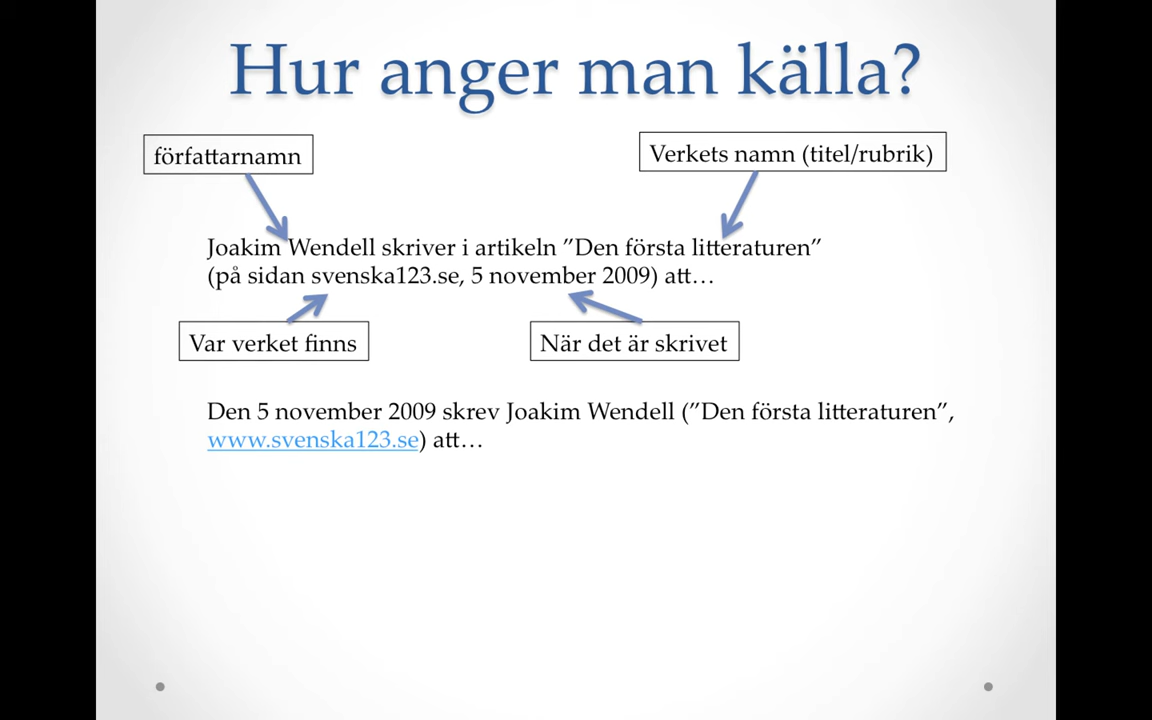 Hur anger man källa?
författarnamn
Verkets namn (titel/rubrik)
Joakim Wendell skriver i artikeln ”Den första litteraturen”
(på sidan svenska123.se, 5 november 2009) att…
Var verket finns
När det är skrivet
Den 5 november 2009 skrev Joakim Wendell (”Den första litteraturen”,
www.svenska123.se) att…